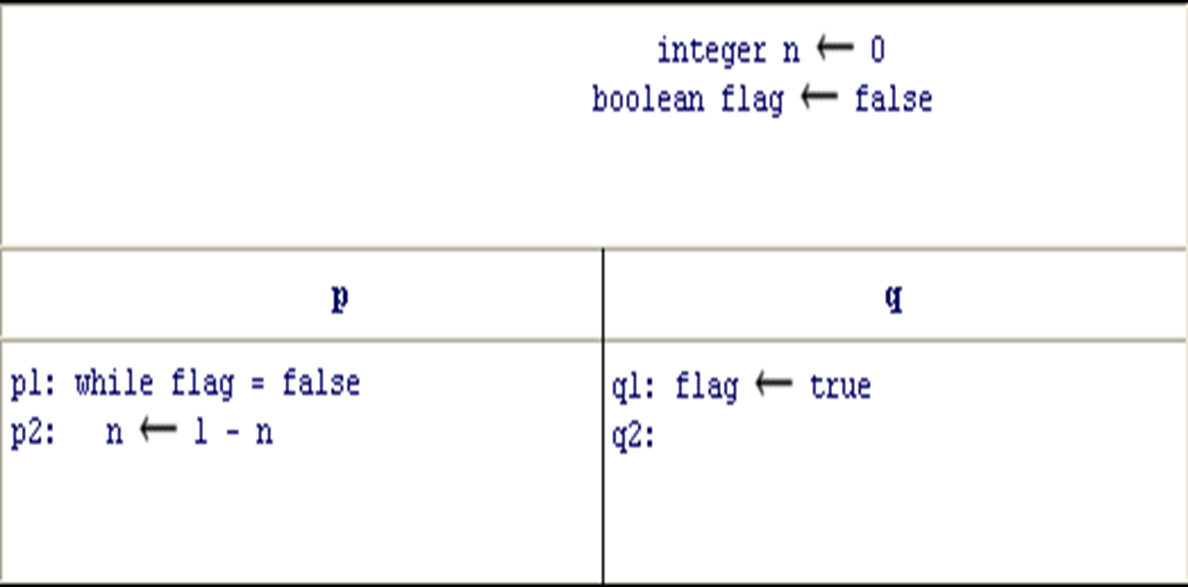 integer n ← 0
boolean flag ← false
p
q
p1: while flag = false
p2: n ← 1 - n
q1: flag ← true
q2: